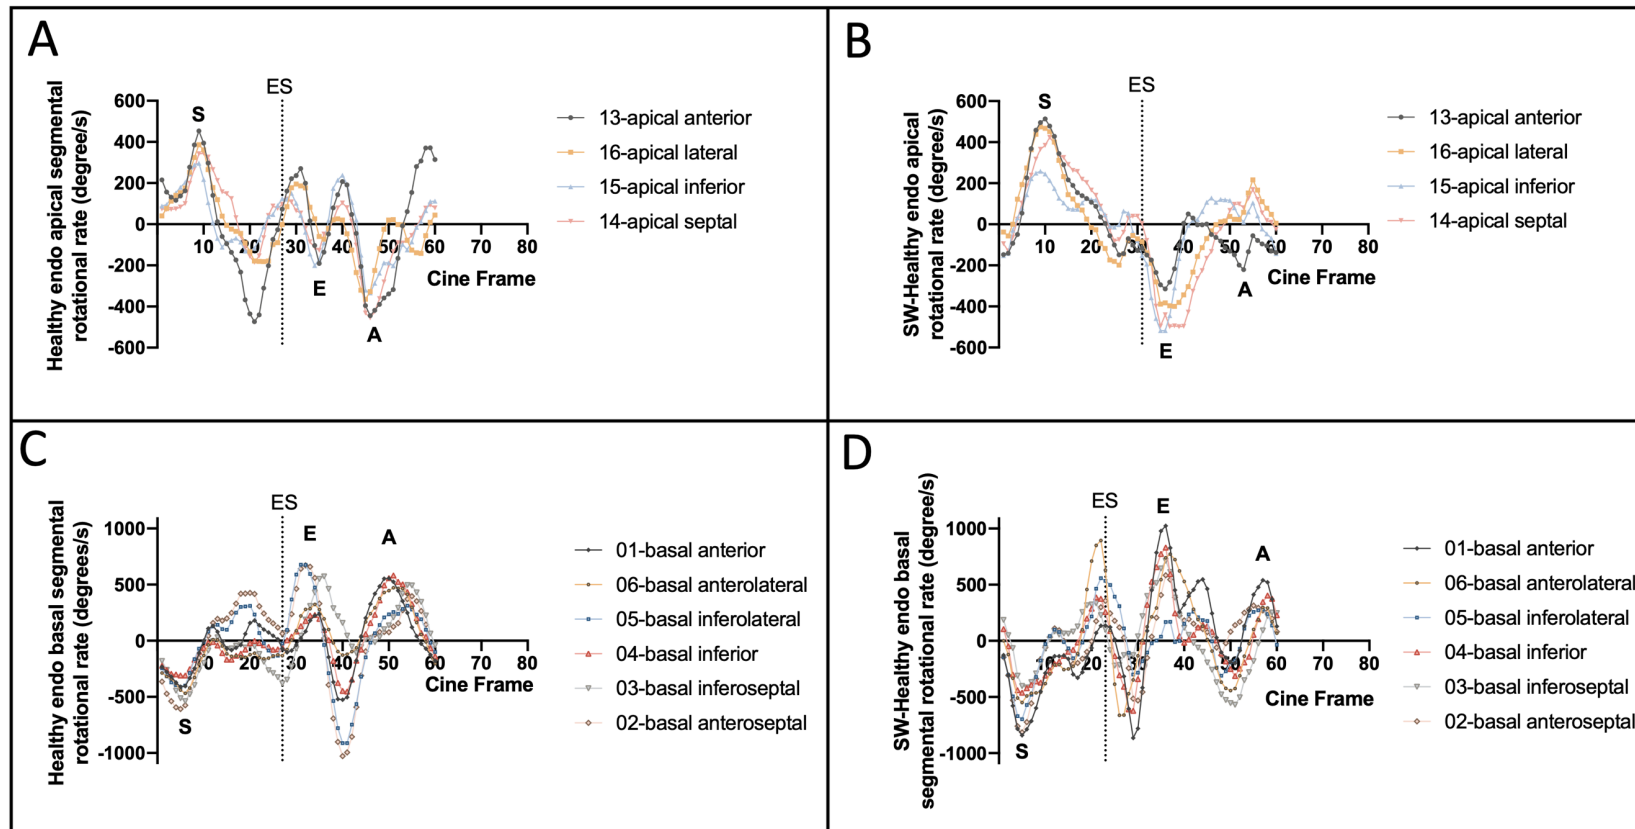 A
Healthy endo apical segmental
rotational rate (degree/s)
ES
S
E
A
600
400
200
0
-200
-400
-600
10
20
30
40
50
60
70
80
Cine Frame
13-apical anterior
16-apical lateral
15-apical inferior
14-apical septal
B
SW-Healthy endo apical
rotational rate (degree/s)
ES
S
E
A
600
400
200
0
-200
-400
-600
10
20
30
40
50
60
70
80
Cine Frame
13-apical anterior
16-apical lateral
15-apical inferior
14-apical septal
C
Healthy endo basal segmental
rotational rate (degrees/s)
ES
E
A
S
1000
500
0
-500
-1000
10
20
30
40
50
60
70
80
Cine Frame
01-basal anterior
06-basal anterolateral
05-basal inferolateral
04-basal inferior
03-basal inferoseptal
02-basal anteroseptal
D
SW-Healthy endo basal
segmental rotational rate (degree/s)
ES
E
A
S
1000
500
0
-500
-1000
10
20
30
40
50
60
70
80
Cine Frame
01-basal anterior
06-basal anterolateral
05-basal inferolateral
04-basal inferior
03-basal inferoseptal
02-basal anteroseptal